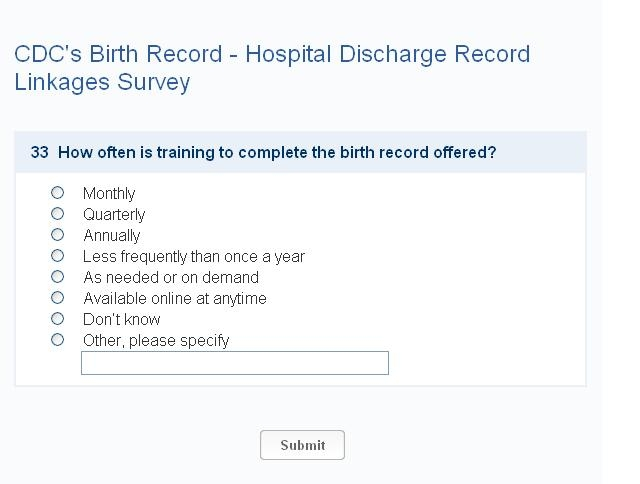 CDC's Birth Record - Hospital Discharge Record
Linkages Survey
33 How often is training to complete the birth record offered?
Monthly
Quarterly
Annually
Less frequently than once a year
As needed or on demand
Available online at anytime
Don't know
Other, please specify
Submit